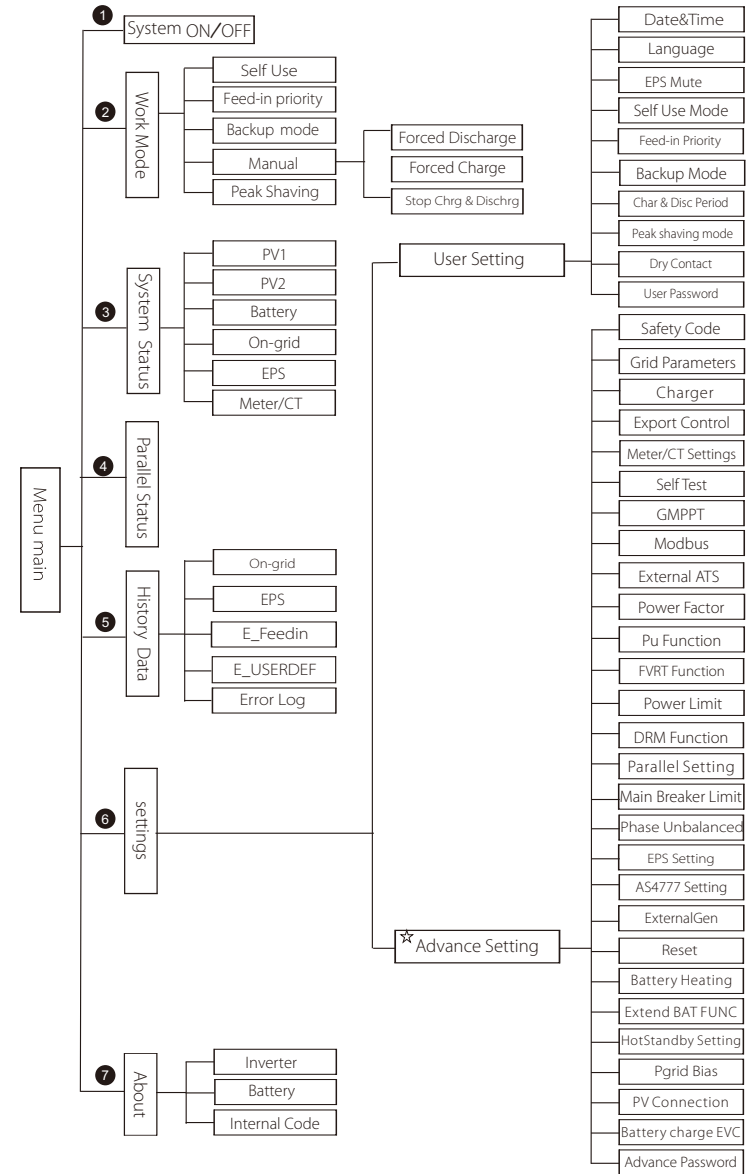 Menu main
1
System ON/OFF
2
Work Mode
Self Use
Feed-in priority
Backup mode
Manual
Peak Shaving
Forced Discharge
Forced Charge
Stop Chrg & Dischrg
3
System Status
PV1
PV2
Battery
On-grid
EPS
Meter/CT
4
Parallel Status
5
History Data
On-grid
EPS
E_Feedin
E_USERDEF
Error Log
6
settings
User Setting
Date&Time
Language
EPS Mute
Self Use Mode
Feed-in Priority
Backup Mode
Char & Disc Period
Peak shaving mode
Dry Contact
User Password
☆Advance Setting
Safety Code
Grid Parameters
Charger
Export Control
Meter/CT Settings
Self Test
GMPPT
Modbus
External ATS
Power Factor
Pu Function
FVRT Function
Power Limit
DRM Function
Parallel Setting
Main Breaker Limit
Phase Unbalanced
EPS Setting
AS4777 Setting
ExternalGen
Reset
Battery Heating
Extend BAT FUNC
HotStandby Setting
Pgrid Bias
PV Connection
Battery charge EVC
Advance Password
7
About
Inverter
Battery
Internal Code